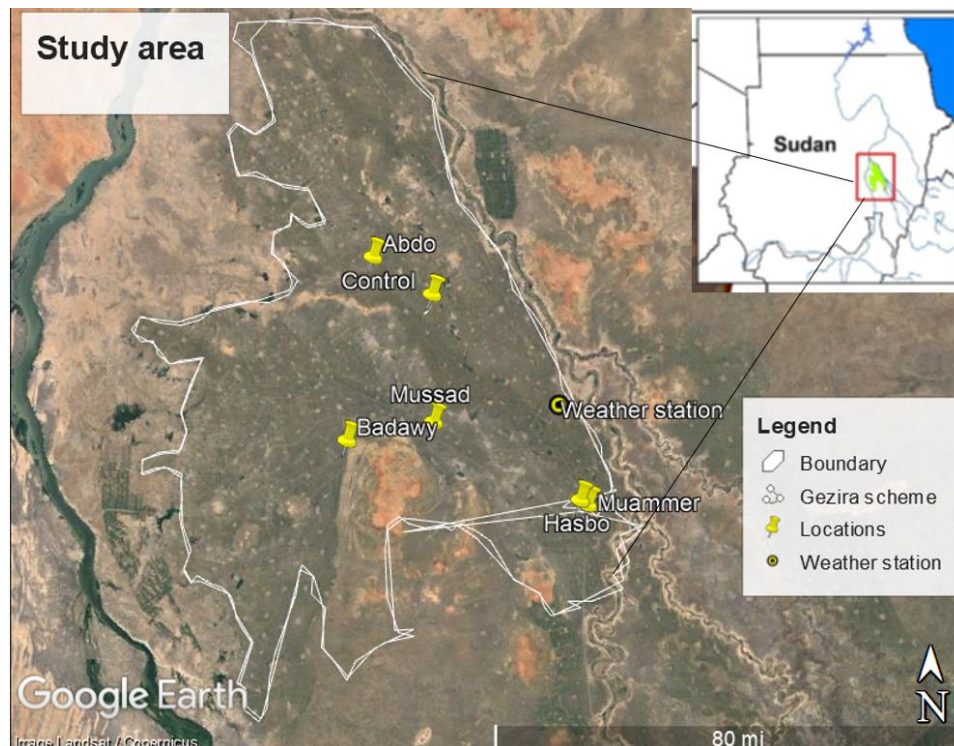 Study area
Sudan
Abdo
Control
Mussad
Badawy
Weather station
Muammer
Hasbo
Legend
Boundary
Gezira scheme
Locations
Weather station
N
Google Earth
Image Landsat / Copernicus
80 mi